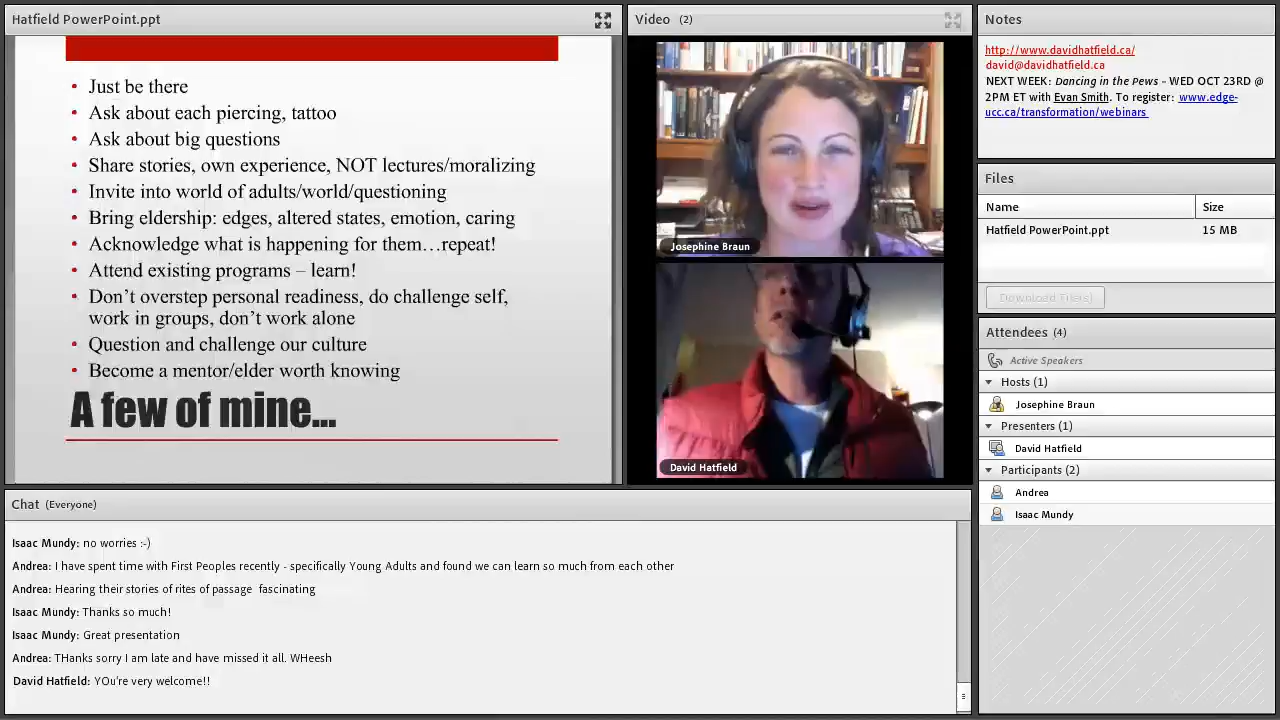 Hatfield PowerPoint.ppt
• Just be there
• Ask about each piercing, tattoo
• Ask about big questions
• Share stories, own experience, NOT lectures/moralizing
• Invite into world of adults/world/questioning
• Bring eldership: edges, altered states, emotion, caring
• Acknowledge what is happening for them…repeat!
• Attend existing programs – learn!
• Don’t overstep personal readiness, do challenge self,
work in groups, don’t work alone
• Question and challenge our culture
• Become a mentor/elder worth knowing
A few of mine...
Video (2)
Josephine Braun
David Hatfield
Notes
http://www.davidhatfield.ca/
david@davidhatfield.ca
NEXT WEEK: Dancing in the Pews - WED OCT 23RD @
2PM ET with Evan Smith. To register: www.edge-
ucc.ca/transformation/webinars
Files
Name Size
Hatfield PowerPoint.ppt 15 MB
Download File(s)
Attendees (4)
Active Speakers
Hosts (1)
Josephine Braun
Presenters (1)
David Hatfield
Participants (2)
Andrea
Isaac Mundy
Chat (Everyone)
Isaac Mundy: no worries :-)
Andrea: I have spent time with First Peoples recently - specifically Young Adults and found we can learn so much from each other
Andrea: Hearing their stories of rites of passage fascinating
Isaac Mundy: Thanks so much!
Isaac Mundy: Great presentation
Andrea: THanks sorry I am late and have missed it all. WHeesh
David Hatfield: YOu're very welcome!!